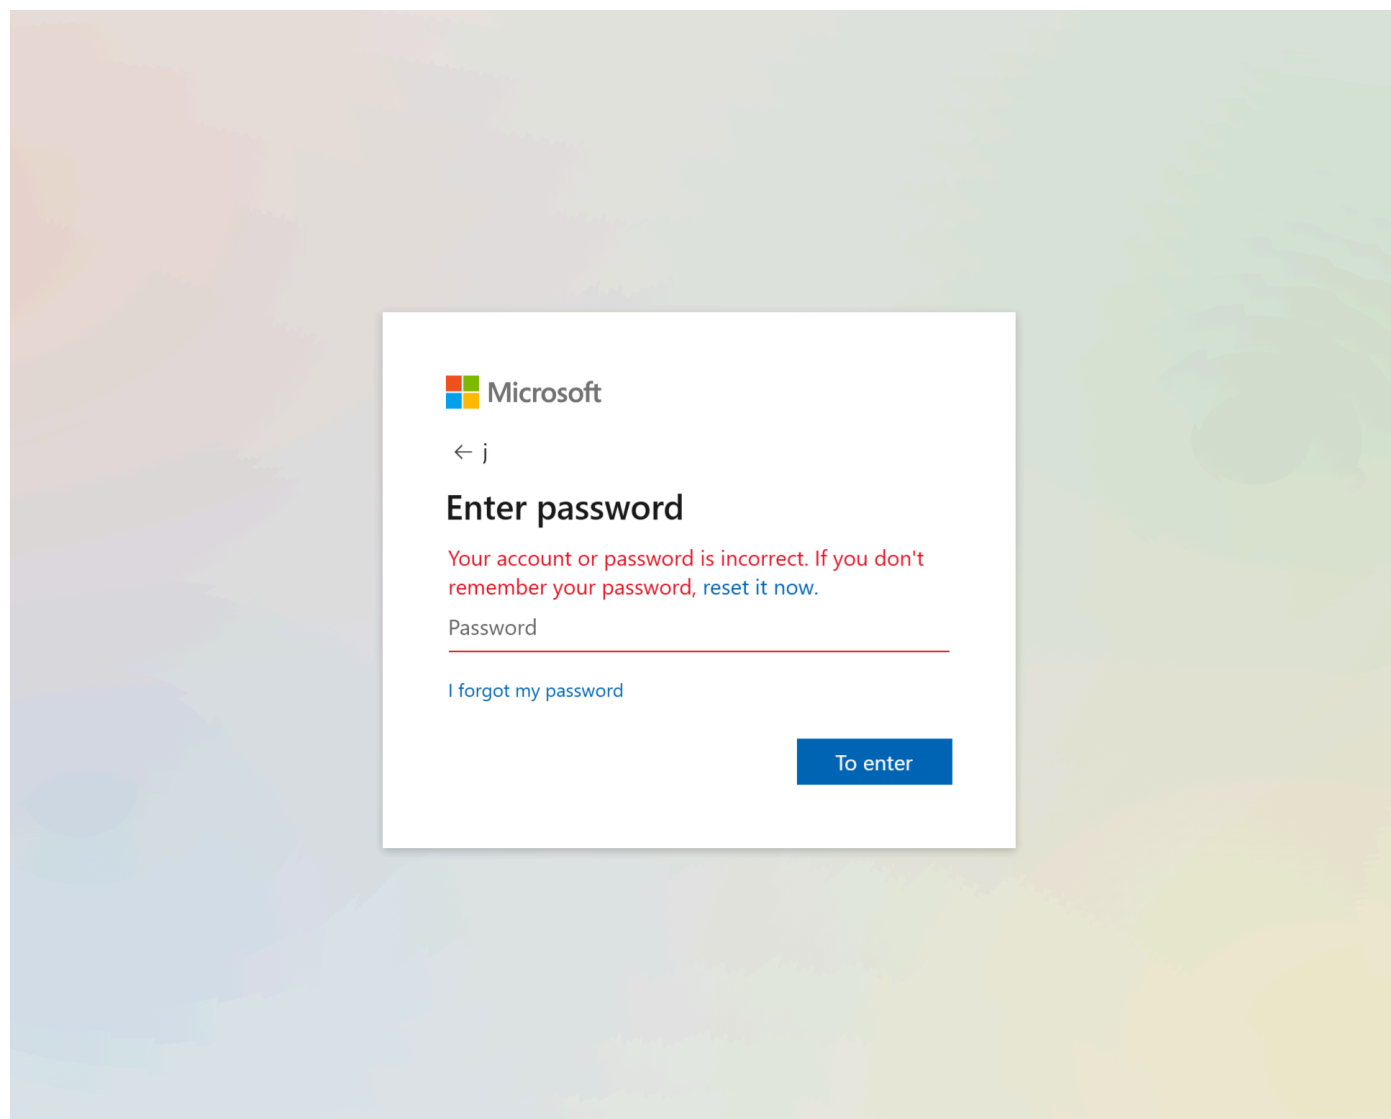 Microsoft
j
Enter password
Your account or password is incorrect. If you don't
remember your password, reset it now.
Password
I forgot my password
To enter